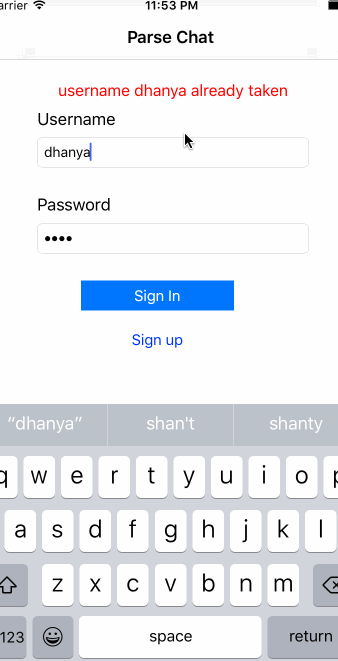 arrier 11:53 PM
Parse Chat
username dhanya already taken
Username
dhanya
Password
••••
Sign In
Sign up
"dhanya" shan't shanty
q w e r t y u i o p
a s d f g h j k l
z x c v b n m
123 space return